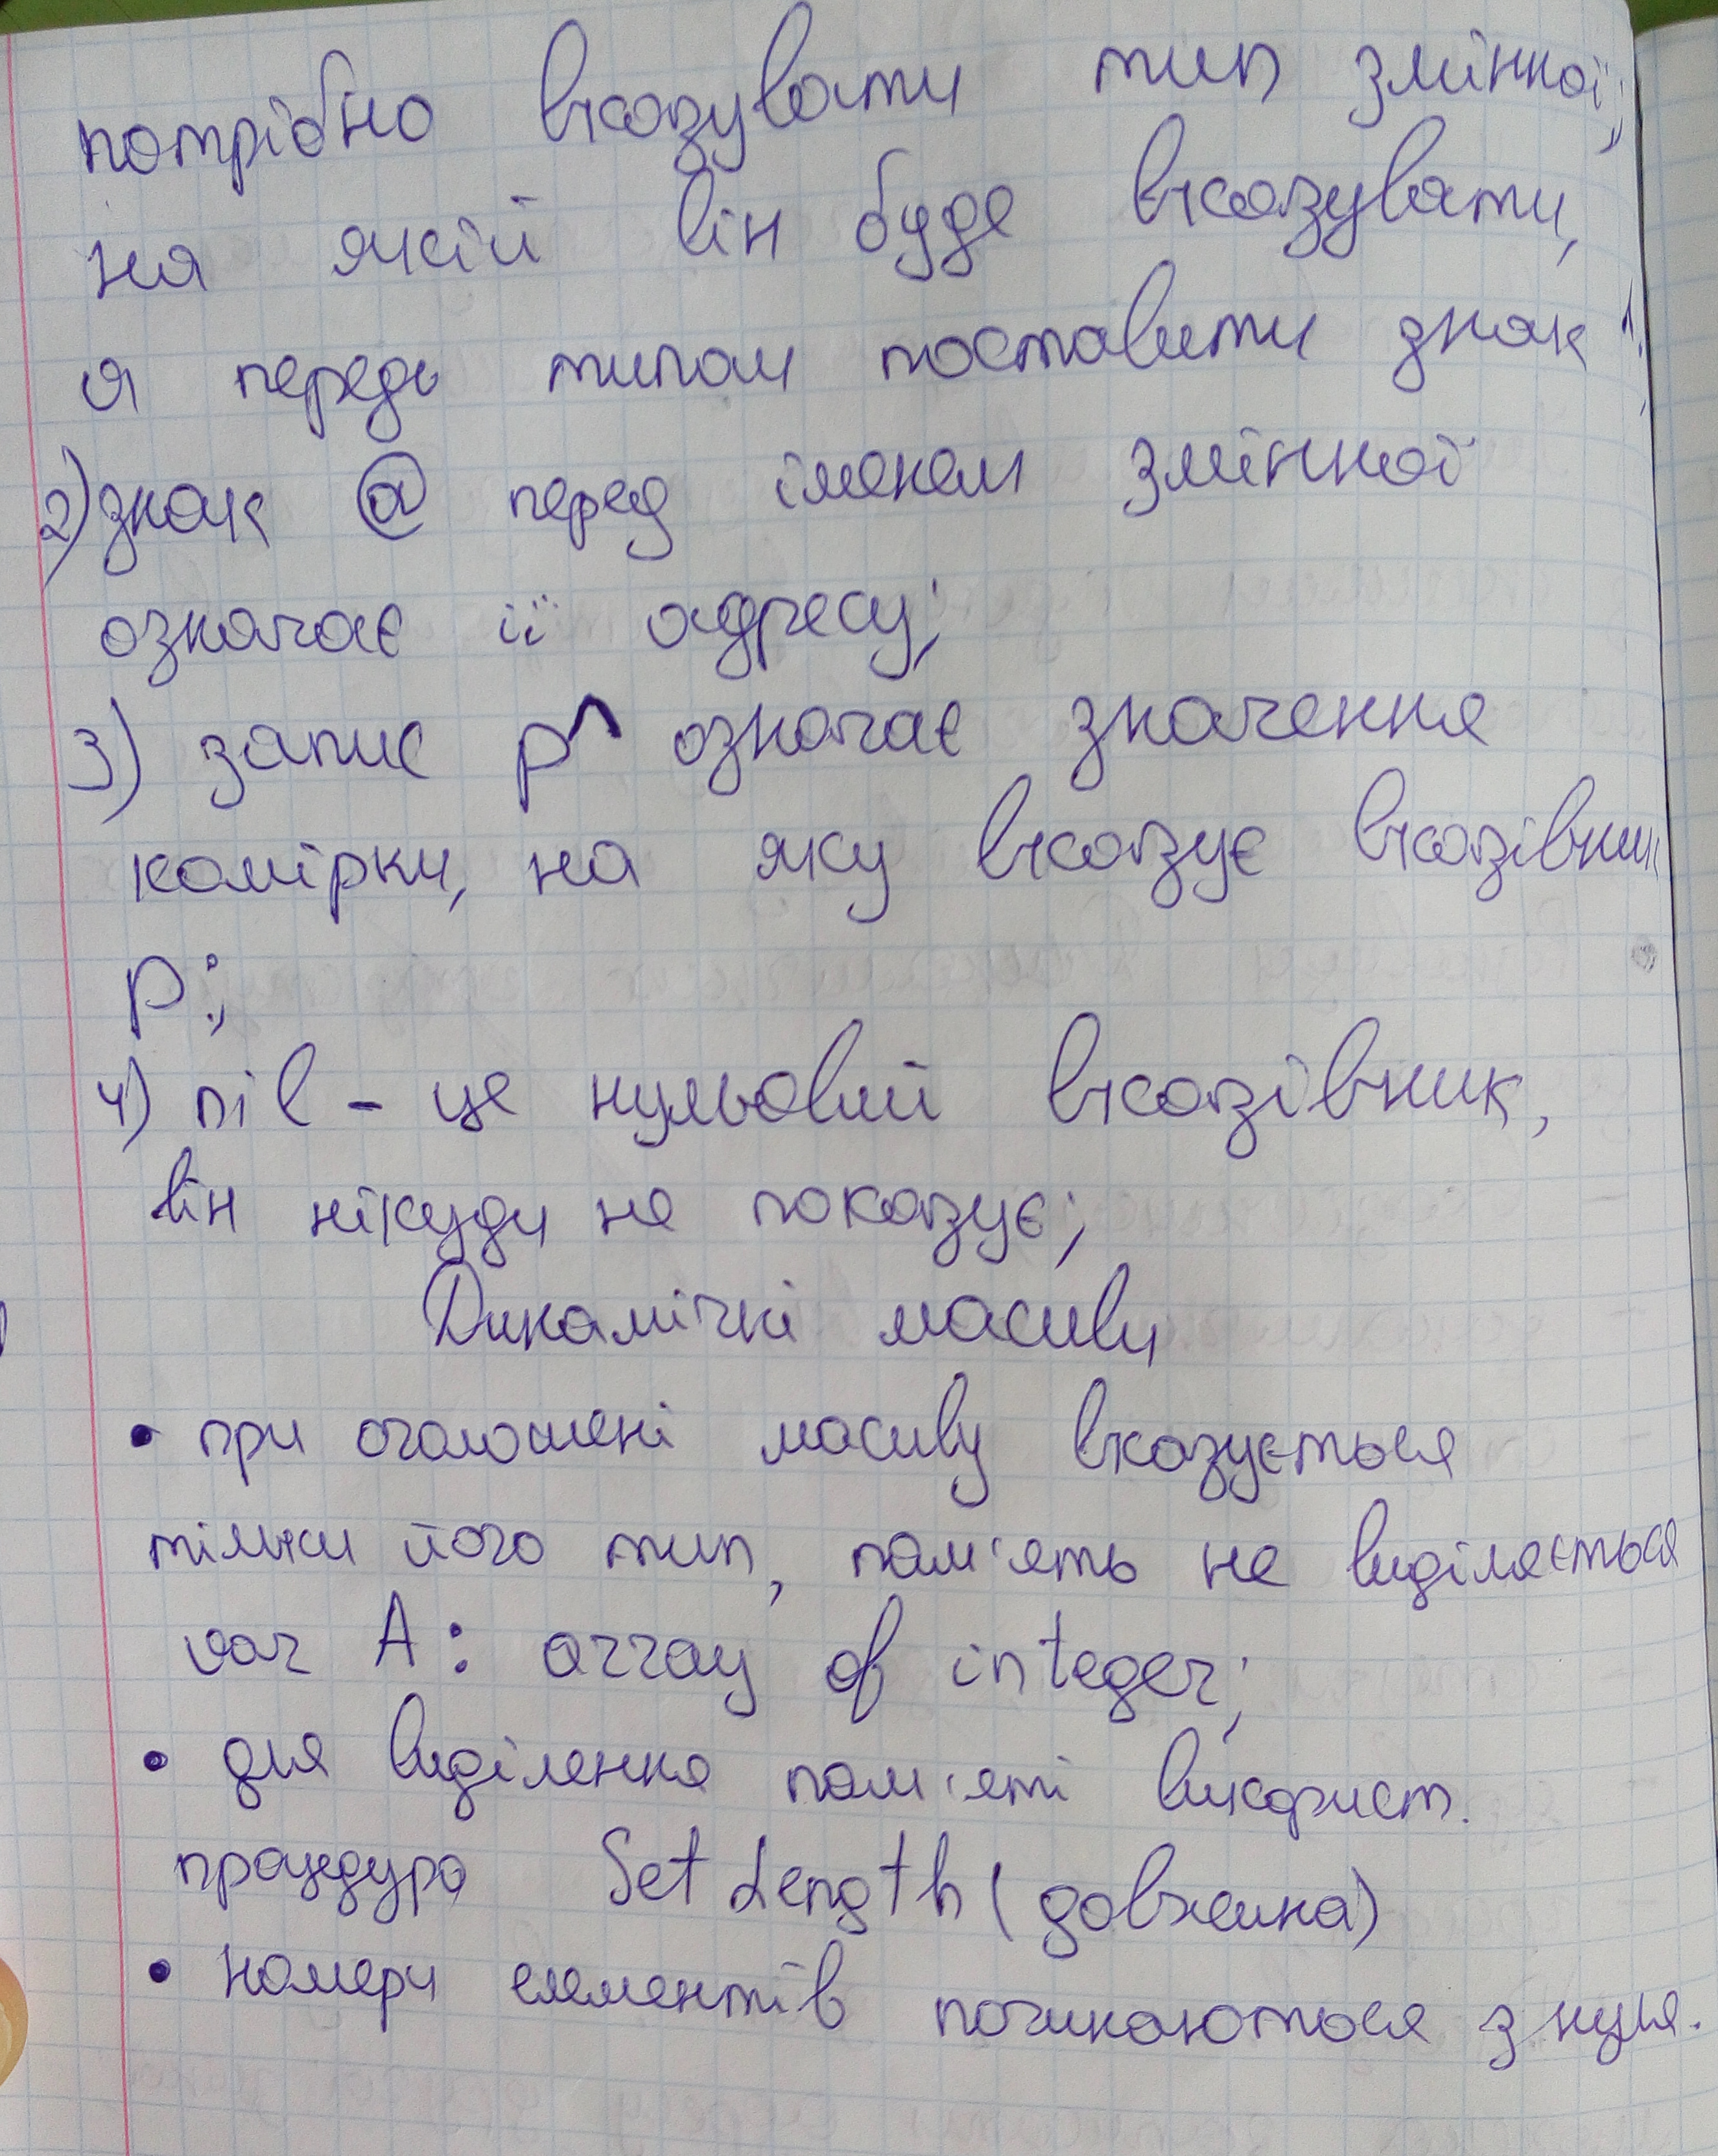 потрібно вказувати тип змінної,
на якій він буде вказувати,
а передь типом поставити знак ^;
2) знак @ перед іменем змінної
означає її адресу;
3) запис p^ означає значення
комірки, на яку вказує вказівник
p:;
4) nil – це нульовий вказівник,
він нікуди не показує;
Динамічні масиви
• при оголошені масиву вказується
тільки його тип, пам'ять не виділяється
var A: array of integer;
• для виділення пам'яті використ.
процедура Set Length (довжина)
• номери елементів починаються з нуля.